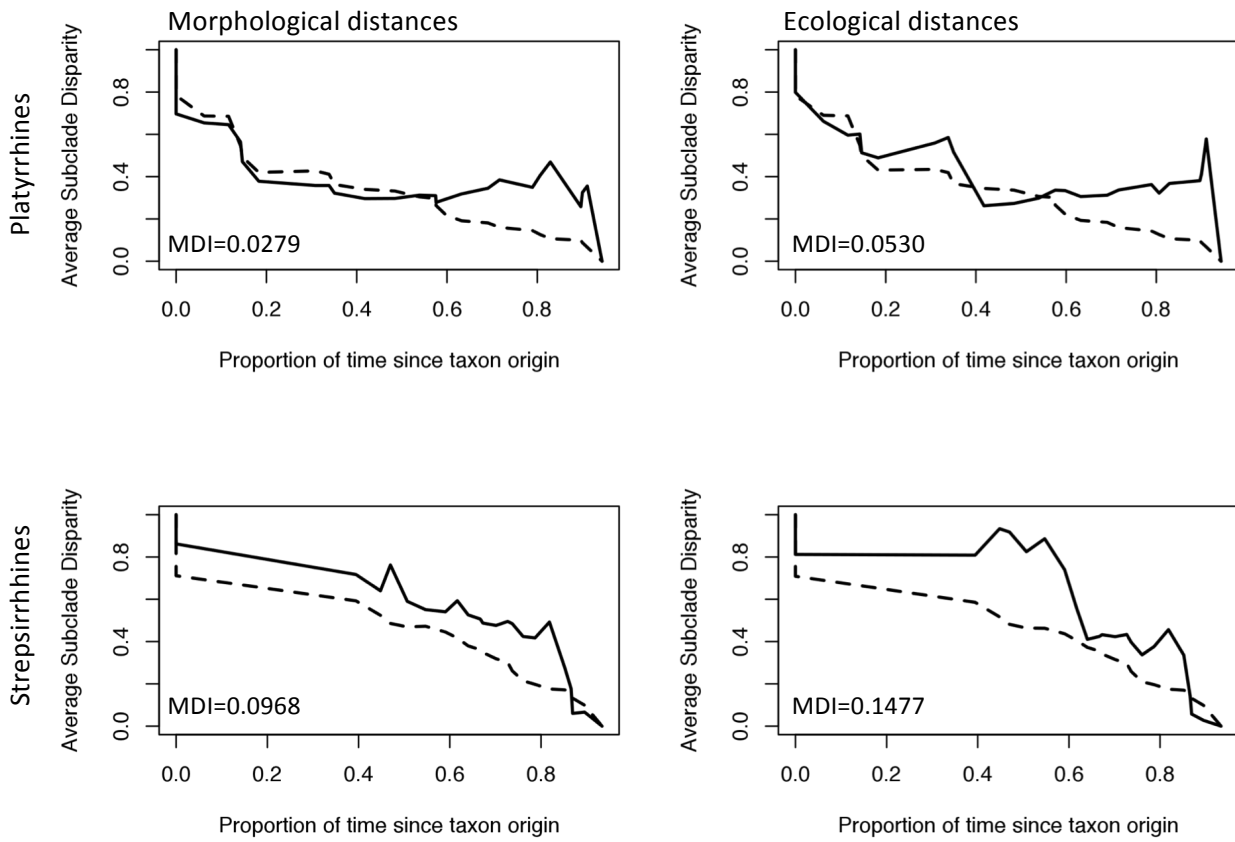 Morphological distances
Ecological distances
Platyrrhines
Average Subclade Disparity
0.8
0.4
0.0
MDI=0.0279
0.0 0.2 0.4 0.6 0.8
Proportion of time since taxon origin
Average Subclade Disparity
0.8
0.4
0.0
MDI=0.0530
0.0 0.2 0.4 0.6 0.8
Proportion of time since taxon origin
Strepsirrhines
Average Subclade Disparity
0.8
0.4
0.0
MDI=0.0968
0.0 0.2 0.4 0.6 0.8
Proportion of time since taxon origin
Average Subclade Disparity
0.8
0.4
0.0
MDI=0.1477
0.0 0.2 0.4 0.6 0.8
Proportion of time since taxon origin